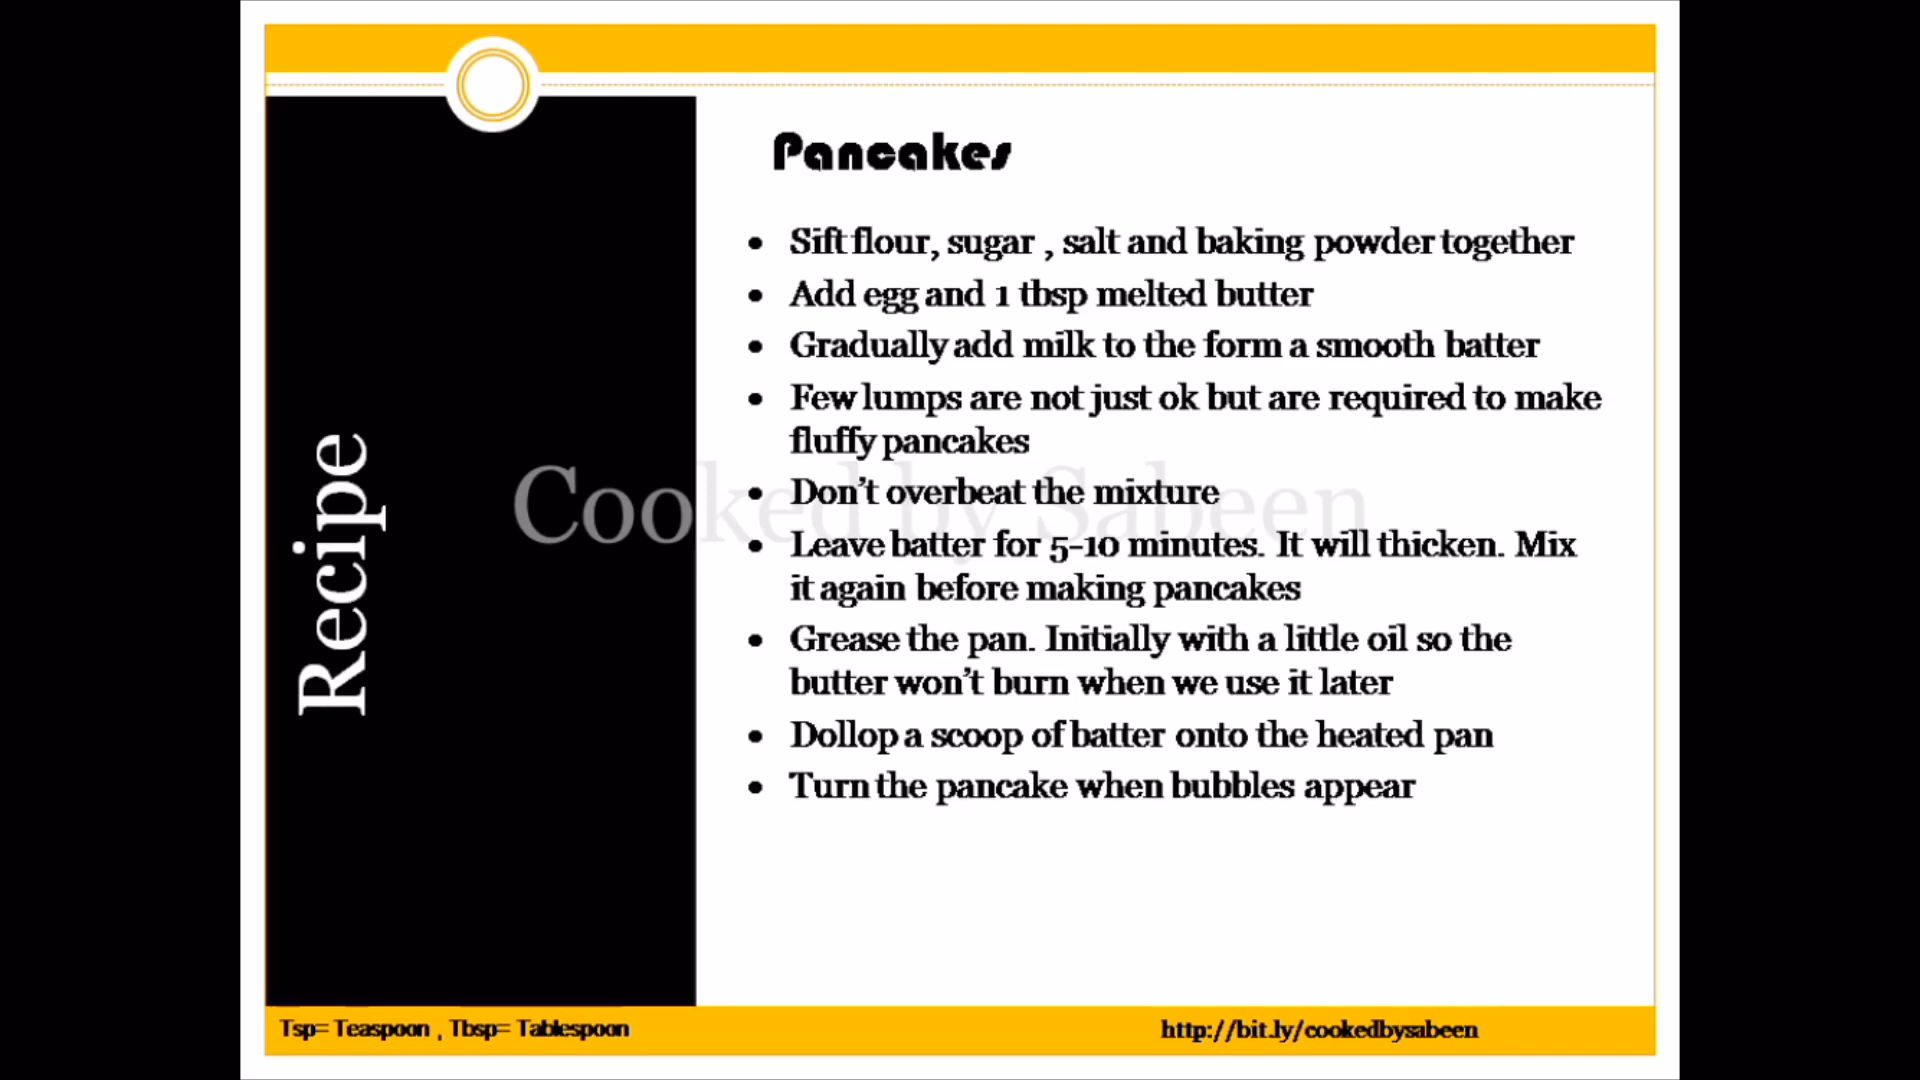 Pancakes
• Sift flour, sugar , salt and baking powder together
• Add egg and 1 tbsp melted butter
• Gradually add milk to the form a smooth batter
• Few lumps are not just ok but are required to make
fluffy pancakes
• Don't overbeat the mixture
• Leave batter for 5-10 minutes. It will thicken. Mix
it again before making pancakes
• Grease the pan. Initially with a little oil so the
butter won't burn when we use it later
• Dollop a scoop of batter onto the heated pan
• Turn the pancake when bubbles appear
Recipe
Cooked by Sabeen
Tsp= Teaspoon , Tbsp= Tablespoon
http://bit.ly/cookedbysabeen